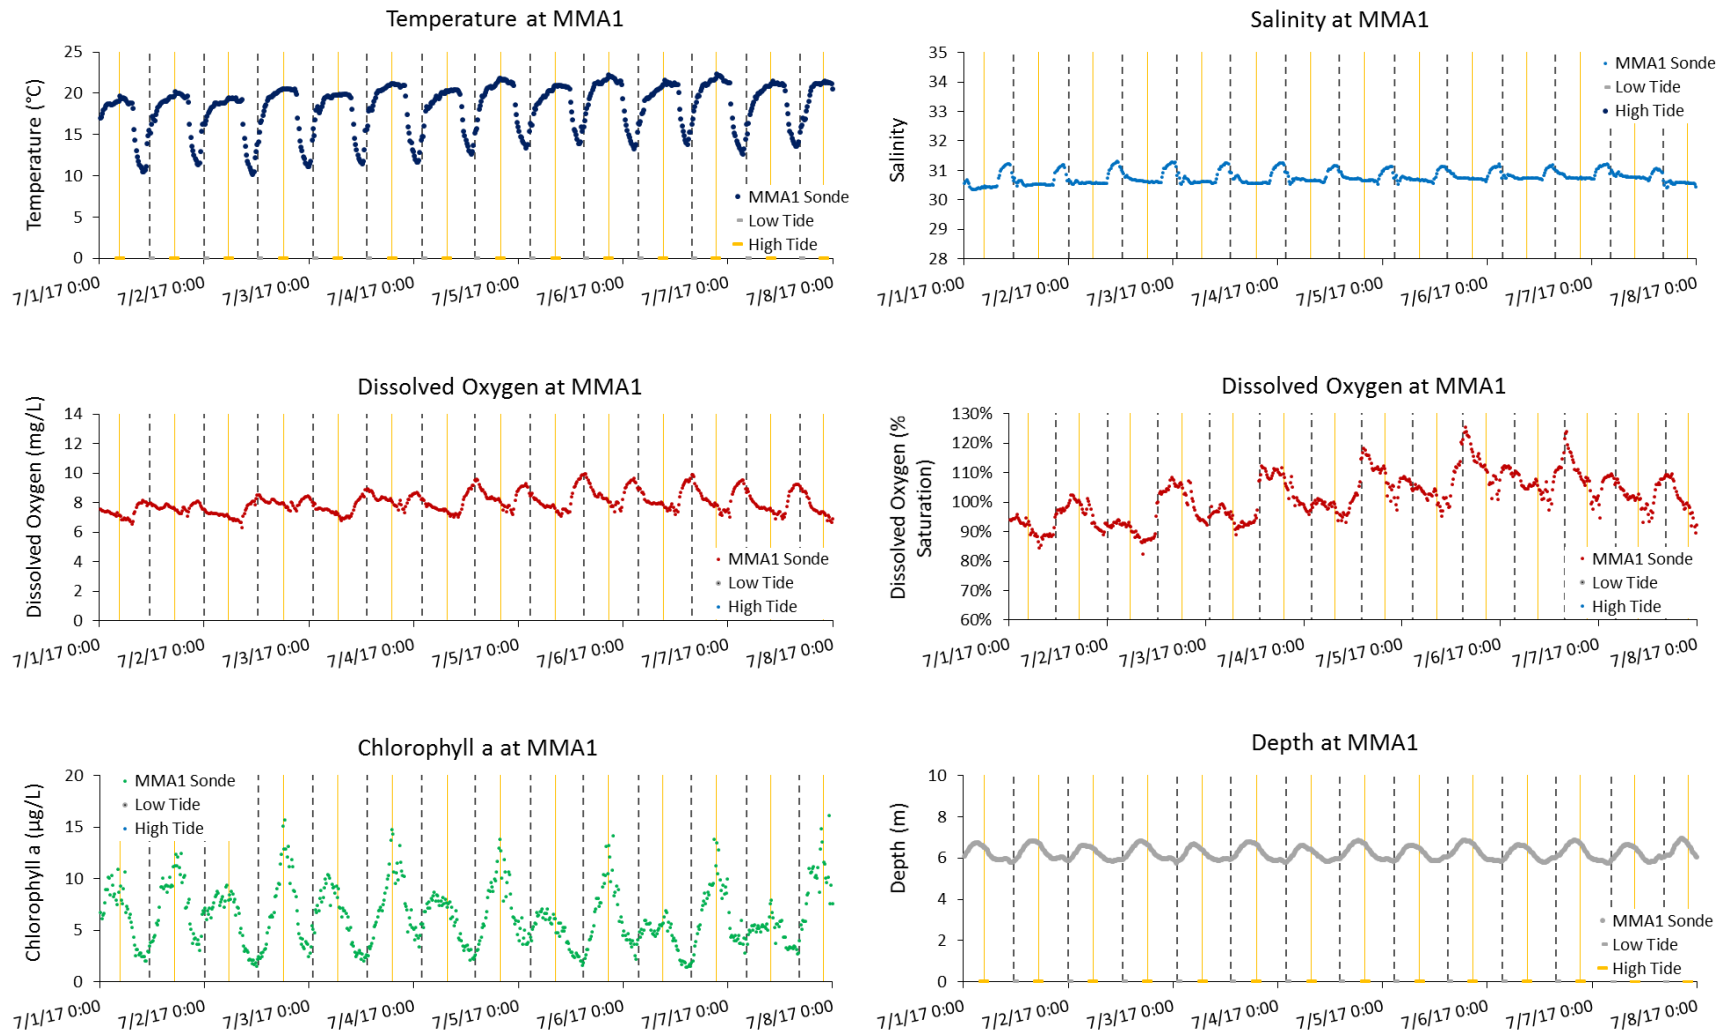 Temperature at MMA1
Temperature (°C)
25
20
15
10
5
0
MMA1 Sonde
Low Tide
High Tide
7/1/17 0:00
7/2/17 0:00
7/3/17 0:00
7/4/17 0:00
7/5/17 0:00
7/6/17 0:00
7/7/17 0:00
7/8/17 0:00
Salinity at MMA1
Salinity
35
34
33
32
31
30
29
28
MMA1 Sonde
Low Tide
High Tide
7/1/17 0:00
7/2/17 0:00
7/3/17 0:00
7/4/17 0:00
7/5/17 0:00
7/6/17 0:00
7/7/17 0:00
7/8/17 0:00
Dissolved Oxygen at MMA1
Dissolved Oxygen (mg/L)
14
12
10
8
6
4
2
0
MMA1 Sonde
Low Tide
High Tide
7/1/17 0:00
7/2/17 0:00
7/3/17 0:00
7/4/17 0:00
7/5/17 0:00
7/6/17 0:00
7/7/17 0:00
7/8/17 0:00
Dissolved Oxygen at MMA1
Dissolved Oxygen (%
Saturation)
130%
120%
110%
100%
90%
80%
70%
60%
MMA1 Sonde
Low Tide
High Tide
7/1/17 0:00
7/2/17 0:00
7/3/17 0:00
7/4/17 0:00
7/5/17 0:00
7/6/17 0:00
7/7/17 0:00
7/8/17 0:00
Chlorophyll a at MMA1
Chlorophyll a (µg/L)
20
15
10
5
0
MMA1 Sonde
Low Tide
High Tide
7/1/17 0:00
7/2/17 0:00
7/3/17 0:00
7/4/17 0:00
7/5/17 0:00
7/6/17 0:00
7/7/17 0:00
7/8/17 0:00
Depth at MMA1
Depth (m)
10
8
6
4
2
0
MMA1 Sonde
Low Tide
High Tide
7/1/17 0:00
7/2/17 0:00
7/3/17 0:00
7/4/17 0:00
7/5/17 0:00
7/6/17 0:00
7/7/17 0:00
7/8/17 0:00